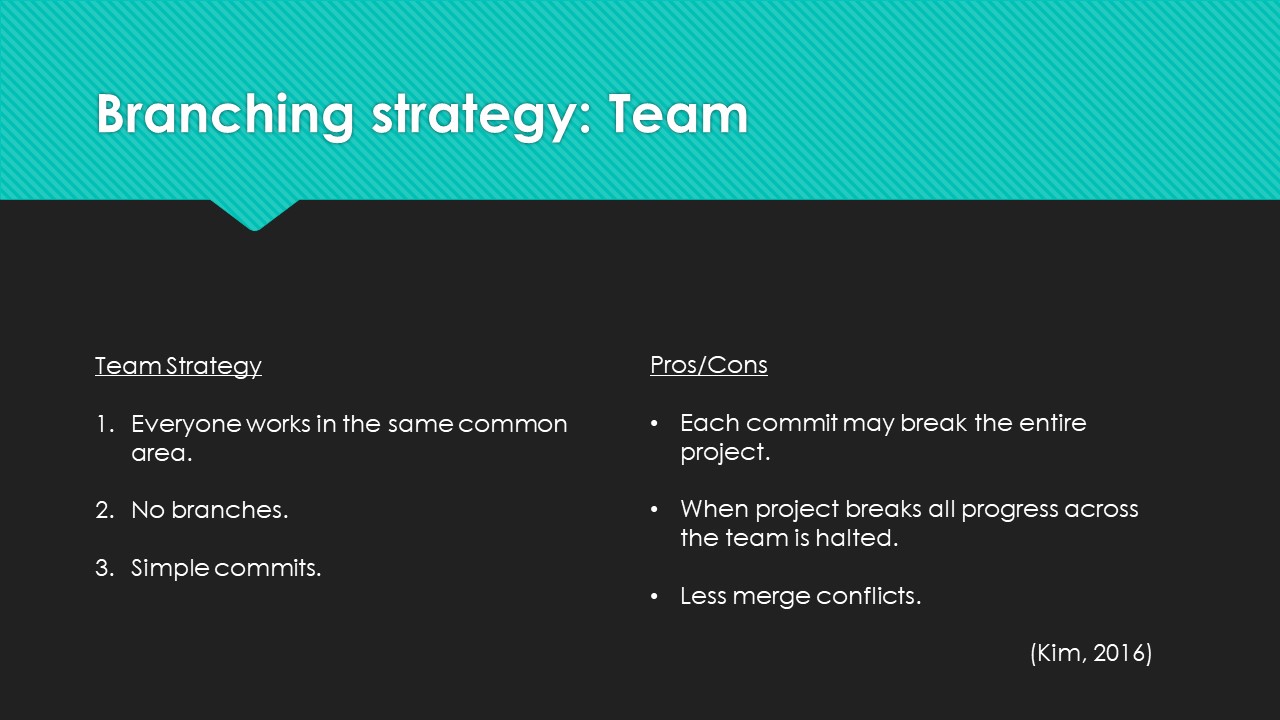 Branching strategy: Team
Team Strategy
1. Everyone works in the same common
area.
2. No branches.
3. Simple commits.
Pros/Cons
• Each commit may break the entire
project.
• When project breaks all progress across
the team is halted.
• Less merge conflicts.
(Kim, 2016)